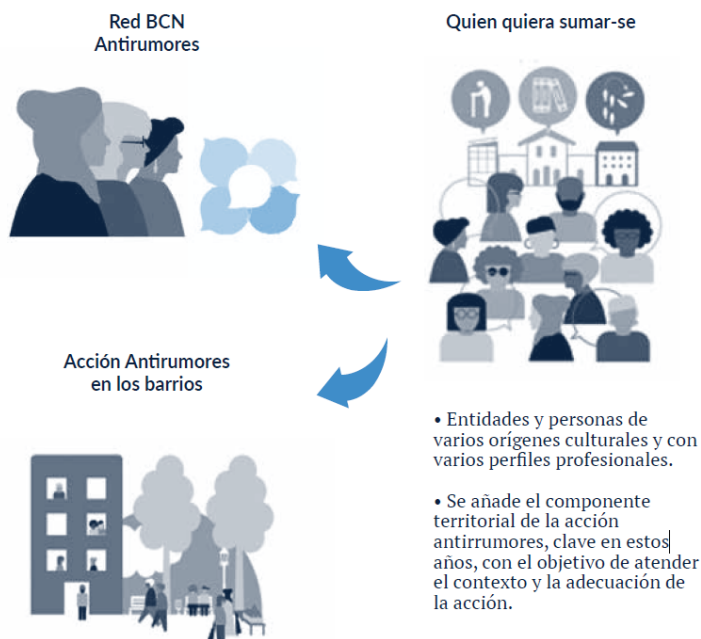 Red BCN
Antirumores
Quien quiera sumar-se
Acción Antirumores
en los barrios
• Entidades y personas de
varios orígenes culturales y con
varios perfiles profesionales.
• Se añade el componente
territorial de la acción
antirrumores, clave en estos
años, con el objetivo de atender
el contexto y la adecuación de
la acción.